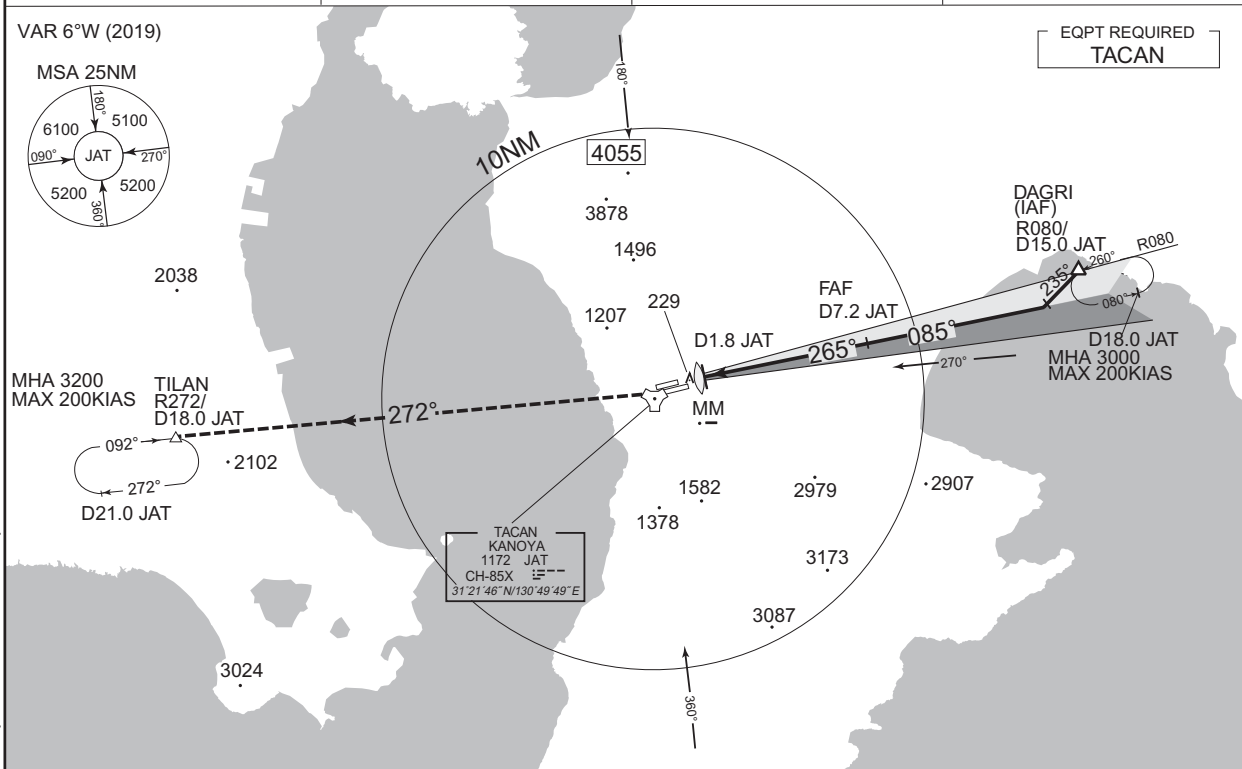 VAR 6°W (2019)
EQPT REQUIRED
TACAN
MSA 25NM
180°
6100
5100
090°
JAT
270°
5200
5200
360°
180°
10NM
4055
3878
1496
2038
229
1207
DAGRI
(IAF)
R080/
D15.0 JAT
R080
260°
235°
080°
FAF
D7.2 JAT
D1.8 JAT
265°
085°
D18.0 JAT
270°
MHA 3000
MAX 200KIAS
MHA 3200
MAX 200KIAS
TILAN
R272/
D18.0 JAT
272°
MM
092°
2102
272°
D21.0 JAT
1582
1378
2979
2907
TACAN
KANOYA
1172 JAT
CH-85X
31°21´46˝N/130°49´49˝E
3173
3087
3024
360°